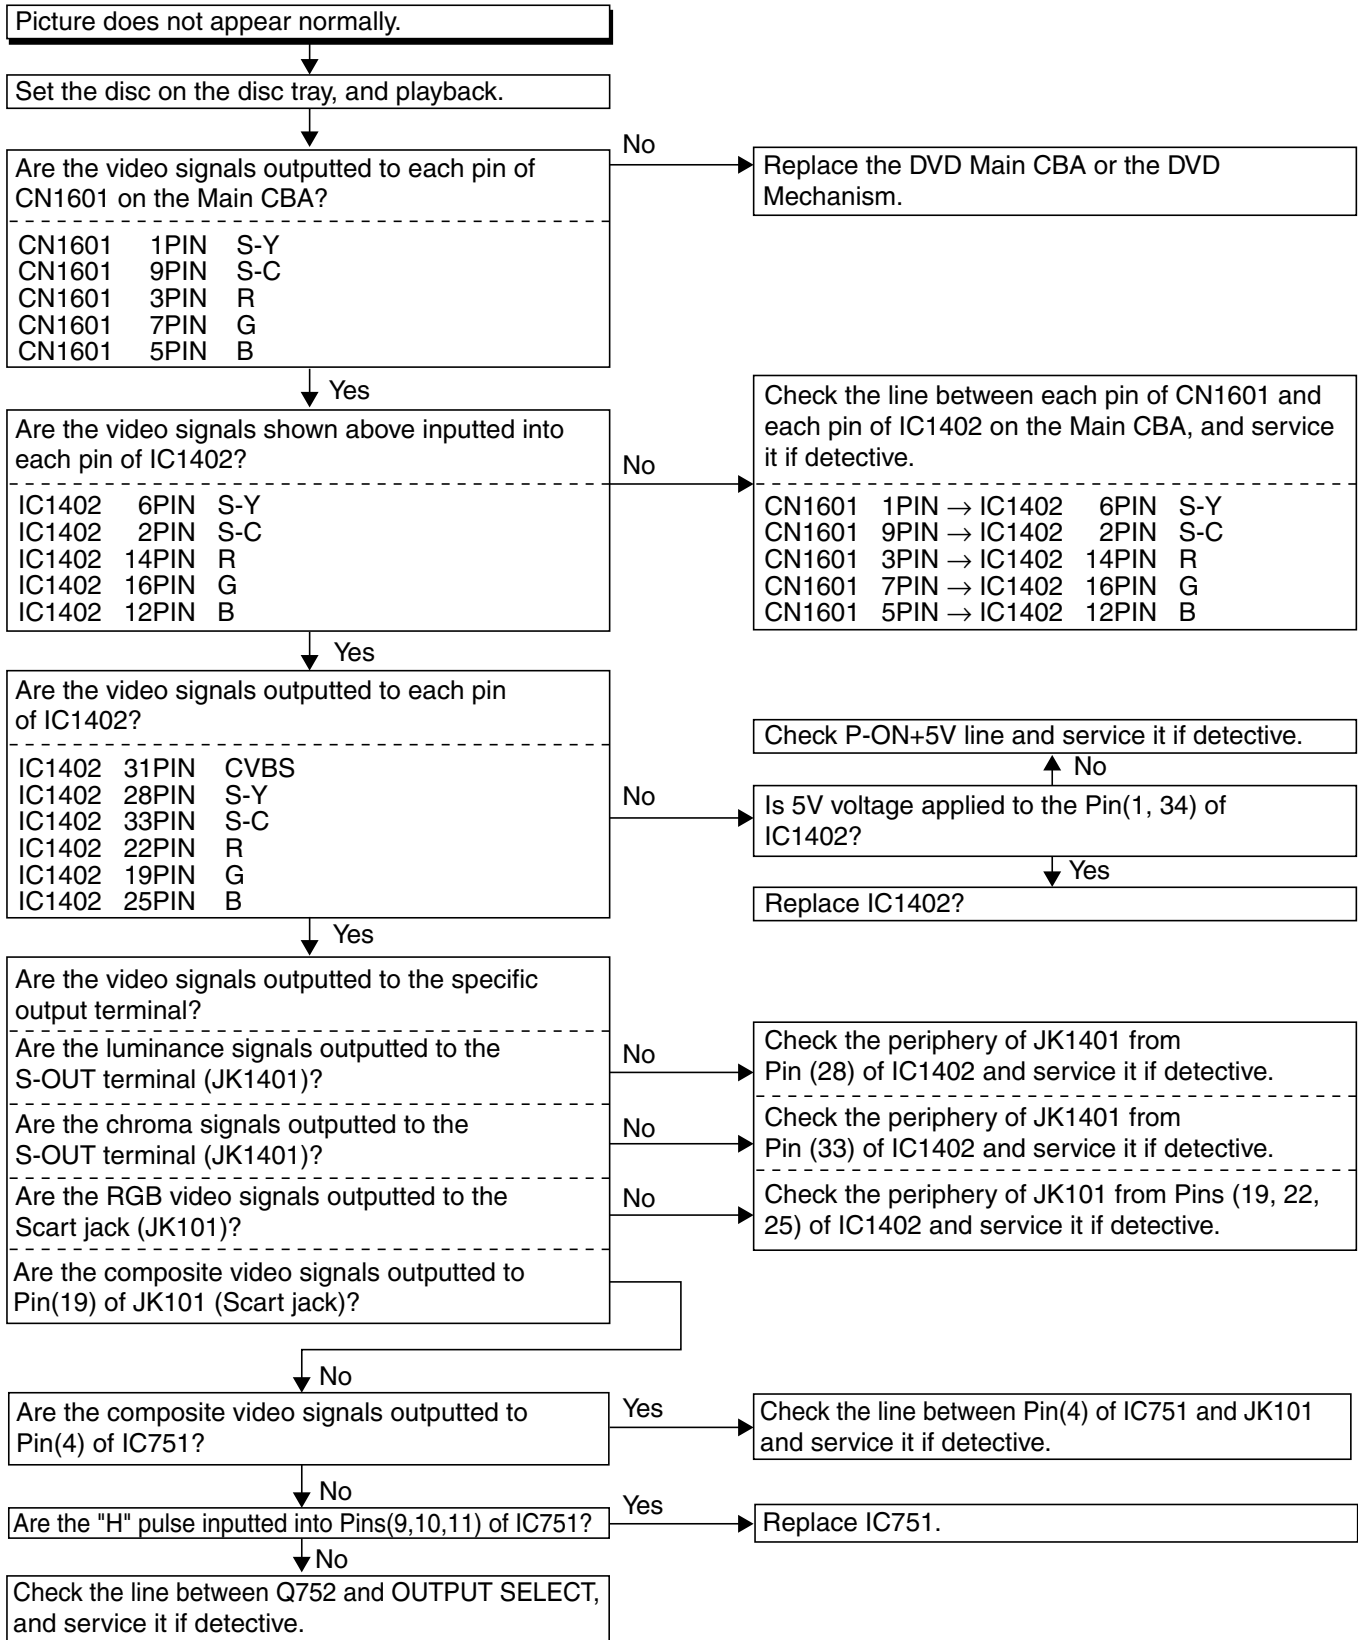 Picture does not appear normally.
Set the disc on the disc tray, and playback.
Are the video signals outputted to each pin of
CN1601 on the Main CBA?
CN1601 1PIN S-Y
CN1601 9PIN S-C
CN1601 3PIN R
CN1601 7PIN G
CN1601 5PIN B
No
Replace the DVD Main CBA or the DVD
Mechanism.
Yes
Are the video signals shown above inputted into
each pin of IC1402?
IC1402 6PIN S-Y
IC1402 2PIN S-C
IC1402 14PIN R
IC1402 16PIN G
IC1402 12PIN B
No
Check the line between each pin of CN1601 and
each pin of IC1402 on the Main CBA, and service
it if detective.
CN1601 1PIN → IC1402 6PIN S-Y
CN1601 9PIN → IC1402 2PIN S-C
CN1601 3PIN → IC1402 14PIN R
CN1601 7PIN → IC1402 16PIN G
CN1601 5PIN → IC1402 12PIN B
Yes
Are the video signals outputted to each pin
of IC1402?
IC1402 31PIN CVBS
IC1402 28PIN S-Y
IC1402 33PIN S-C
IC1402 22PIN R
IC1402 19PIN G
IC1402 25PIN B
No
Check P-ON+5V line and service it if detective.
No
Is 5V voltage applied to the Pin(1, 34) of
IC1402?
Yes
Replace IC1402?
Yes
Are the video signals outputted to the specific
output terminal?
Are the luminance signals outputted to the
S-OUT terminal (JK1401)?
No
Check the periphery of JK1401 from
Pin (28) of IC1402 and service it if detective.
Are the chroma signals outputted to the
S-OUT terminal (JK1401)?
No
Check the periphery of JK1401 from
Pin (33) of IC1402 and service it if detective.
Are the RGB video signals outputted to the
Scart jack (JK101)?
No
Check the periphery of JK101 from Pins (19, 22,
25) of IC1402 and service it if detective.
Are the composite video signals outputted to
Pin(19) of JK101 (Scart jack)?
No
Are the composite video signals outputted to
Pin(4) of IC751?
Yes
Check the line between Pin(4) of IC751 and JK101
and service it if detective.
No
Are the "H" pulse inputted into Pins(9,10,11) of IC751?
Yes
Replace IC751.
No
Check the line between Q752 and OUTPUT SELECT,
and service it if detective.